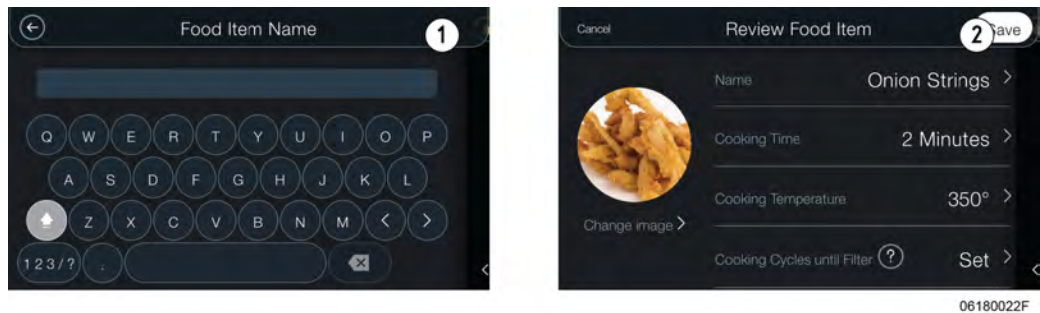 Food Item Name
1
Q W E R T Y U I O P
A S D F G H J K L
Z X C V B N M < >
123/? .
Cancel
Review Food Item
2
ave
Name
Onion Strings >
Cooking Time
2 Minutes >
Cooking Temperature
350° >
Change image >
Cooking Cycles until Filter ?
Set >
06180022F